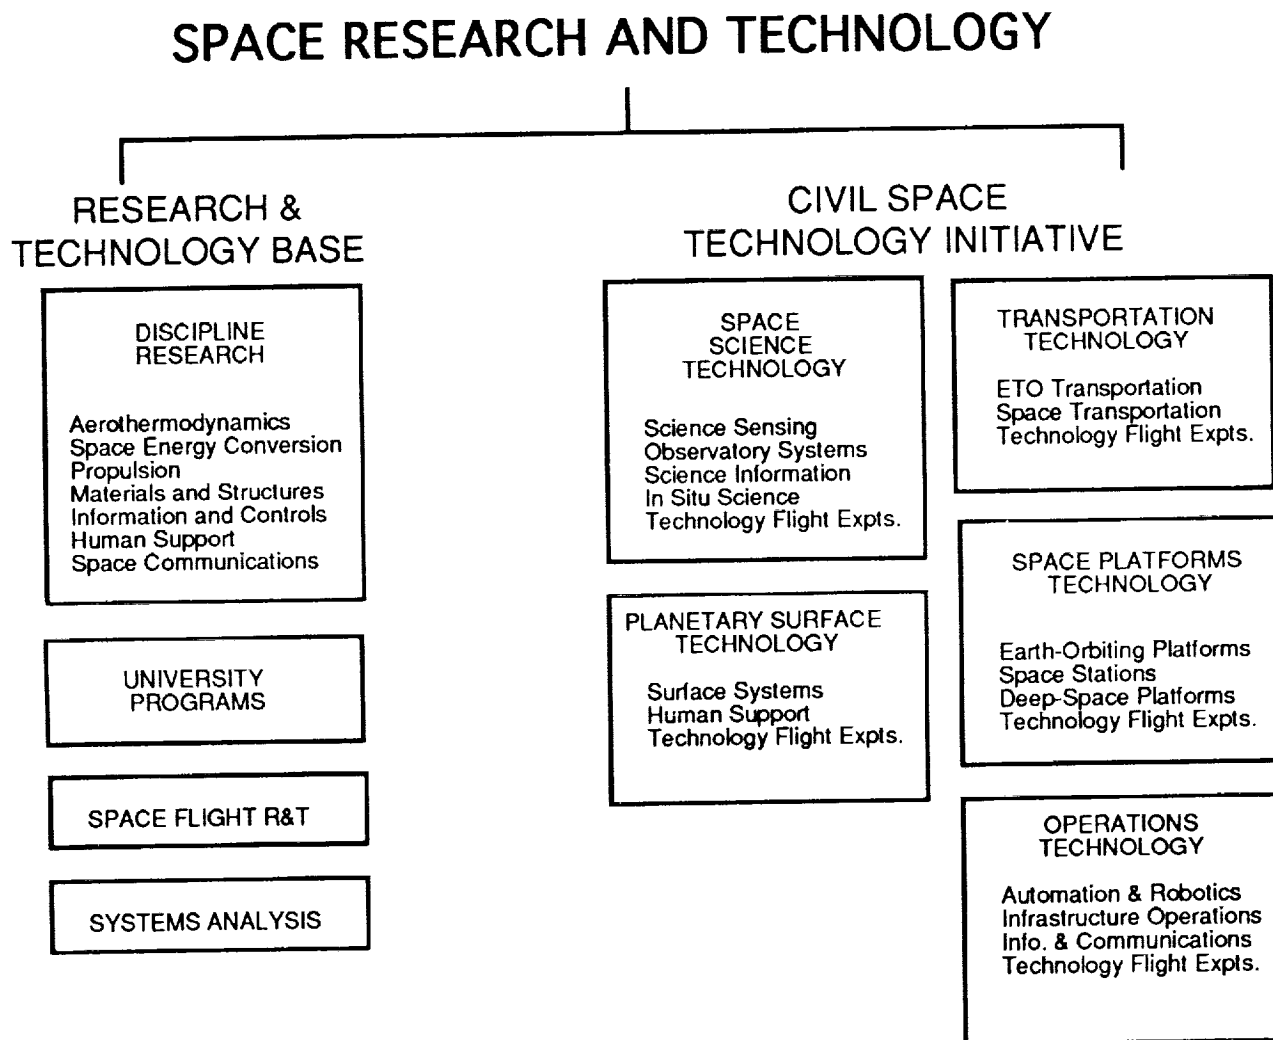 SPACE RESEARCH AND TECHNOLOGY
RESEARCH &
TECHNOLOGY BASE
DISCIPLINE
RESEARCH
Aerothermodynamics
Space Energy Conversion
Propulsion
Materials and Structures
Information and Controls
Human Support
Space Communications
UNIVERSITY
PROGRAMS
SPACE FLIGHT R&T
SYSTEMS ANALYSIS
CIVIL SPACE
TECHNOLOGY INITIATIVE
SPACE
SCIENCE
TECHNOLOGY
Science Sensing
Observatory Systems
Science Information
In Situ Science
Technology Flight Expts.
PLANETARY SURFACE
TECHNOLOGY
Surface Systems
Human Support
Technology Flight Expts.
TRANSPORTATION
TECHNOLOGY
ETO Transportation
Space Transportation
Technology Flight Expts.
SPACE PLATFORMS
TECHNOLOGY
Earth-Orbiting Platforms
Space Stations
Deep-Space Platforms
Technology Flight Expts.
OPERATIONS
TECHNOLOGY
Automation & Robotics
Infrastructure Operations
Info. & Communications
Technology Flight Expts.